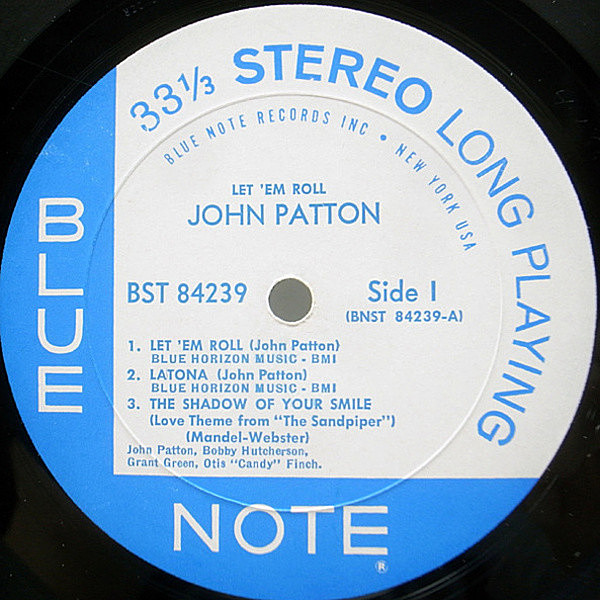 33⅓ STEREO LONG PLAYING
BLUE NOTE RECORDS INC • NEW YORK USA
LET 'EM ROLL
JOHN PATTON
BST 84239
Side I
(BNST 84239-A)
1. LET 'EM ROLL (John Patton)
BLUE HORIZON MUSIC - BMI
2. LATONA (John Patton)
BLUE HORIZON MUSIC - BMI
3. THE SHADOW OF YOUR SMILE
(Love Theme from "The Sandpiper")
(Mandel-Webster)
John Patton, Bobby Hutcherson,
Grant Green, Otis "Candy" Finch.
BLUE
NOTE
®